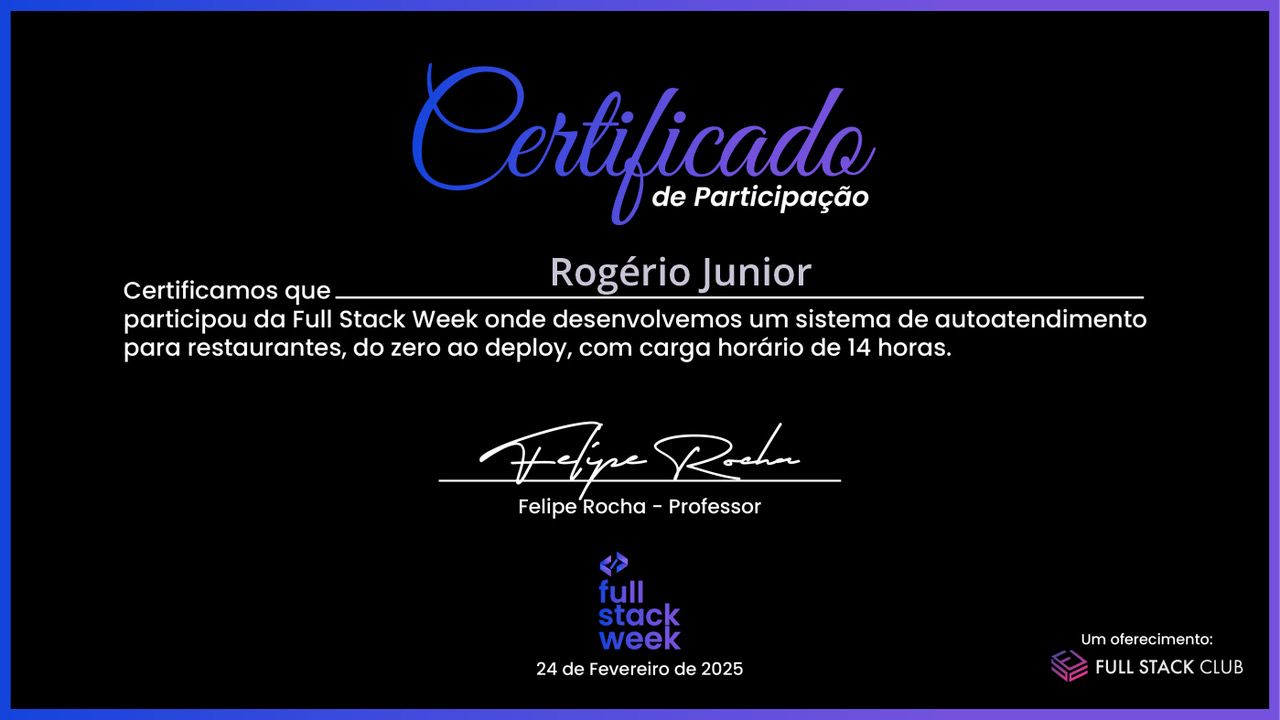 Certificado
de Participação
Rogério Junior
Certificamos que
participou da Full Stack Week onde desenvolvemos um sistema de autoatendimento
para restaurantes, do zero ao deploy, com carga horário de 14 horas.
Felipe Rocha
Felipe Rocha - Professor
full
stack
week
24 de Fevereiro de 2025
Um oferecimento:
FULL STACK CLUB